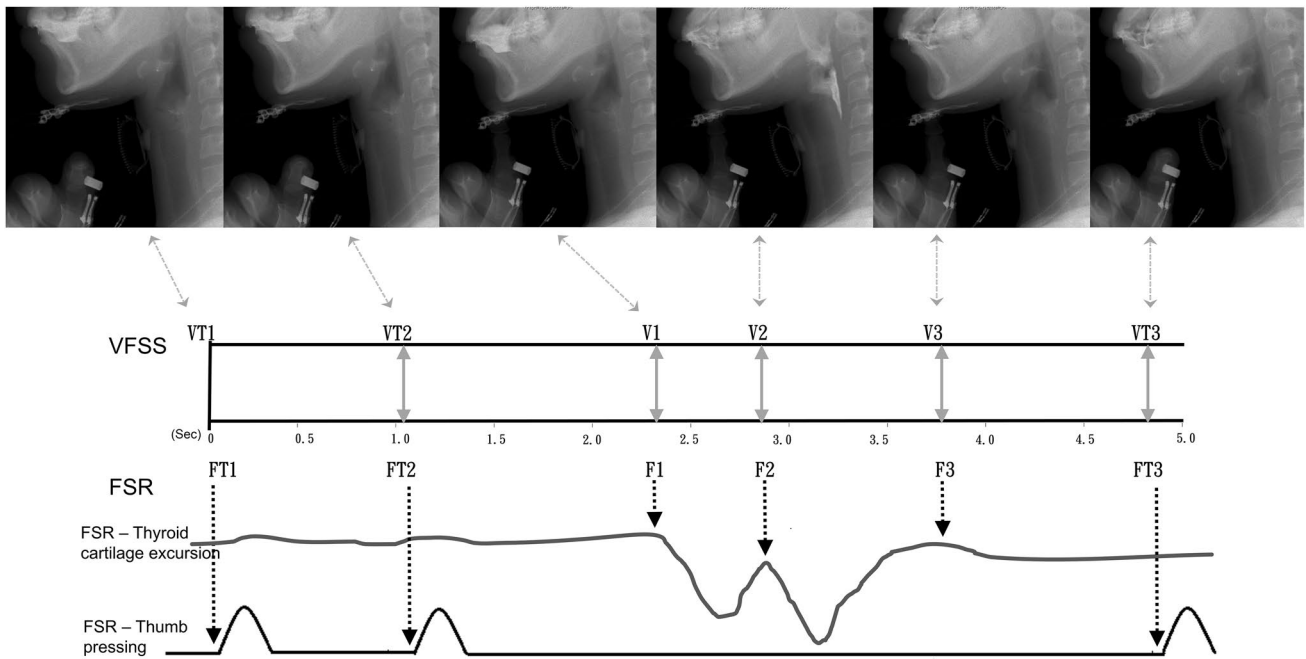 VT1 VT2 V1 V2 V3 VT3
VFSS
(Sec) 0 0.5 1.0 1.5 2.0 2.5 3.0 3.5 4.0 4.5 5.0
FT1 FT2 F1 F2 F3 FT3
FSR
FSR – Thyroid
cartilage excursion
FSR – Thumb
pressing